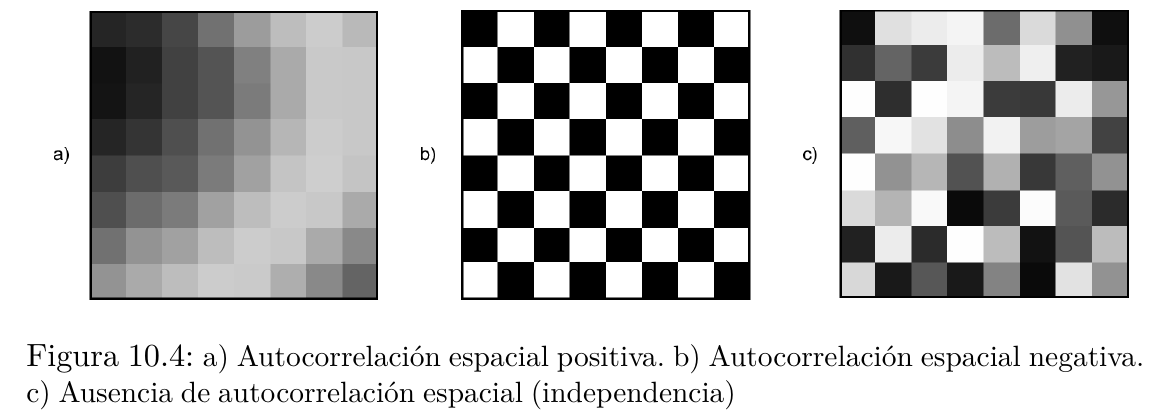 a)
b)
c)
Figura 10.4: a) Autocorrelación espacial positiva. b) Autocorrelación espacial negativa.
c) Ausencia de autocorrelación espacial (independencia)